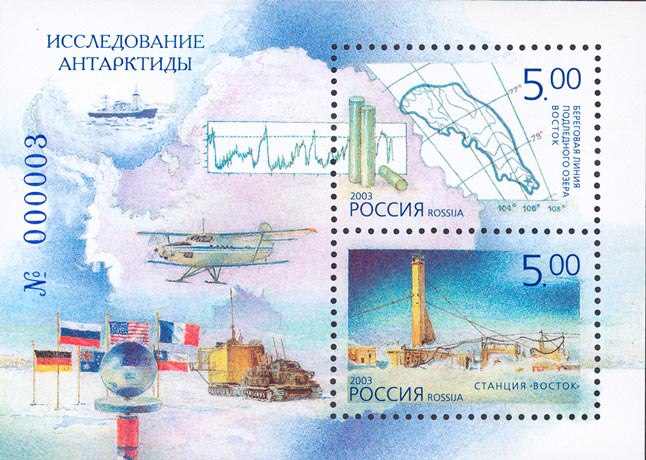 ИССЛЕДОВАНИЕ
АНТАРКТИДЫ
№ 000003
5.00
БЕРЕГОВАЯ ЛИНИЯ
ПОДЛЕДНОГО ОЗЕРА
ВОСТОК
77°
78°
104° 106° 108°
2003
РОССИЯ ROSSIJA
5.00
2003
РОССИЯ ROSSIJA
СТАНЦИЯ «ВОСТОК»